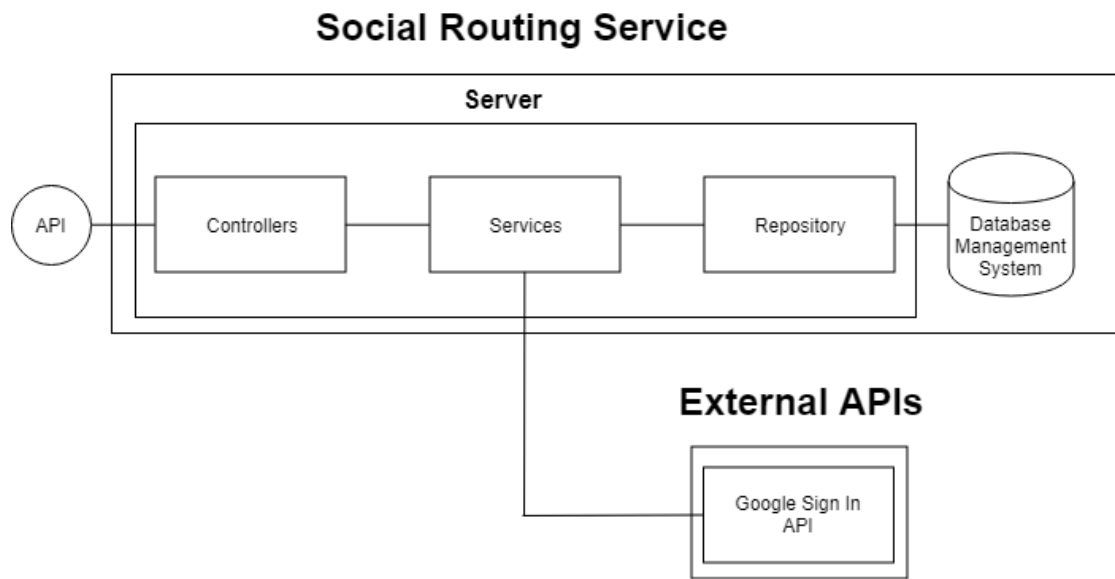 Social Routing Service
Server
API
Controllers
Services
Repository
Database
Management
System
External APIs
Google Sign In
API